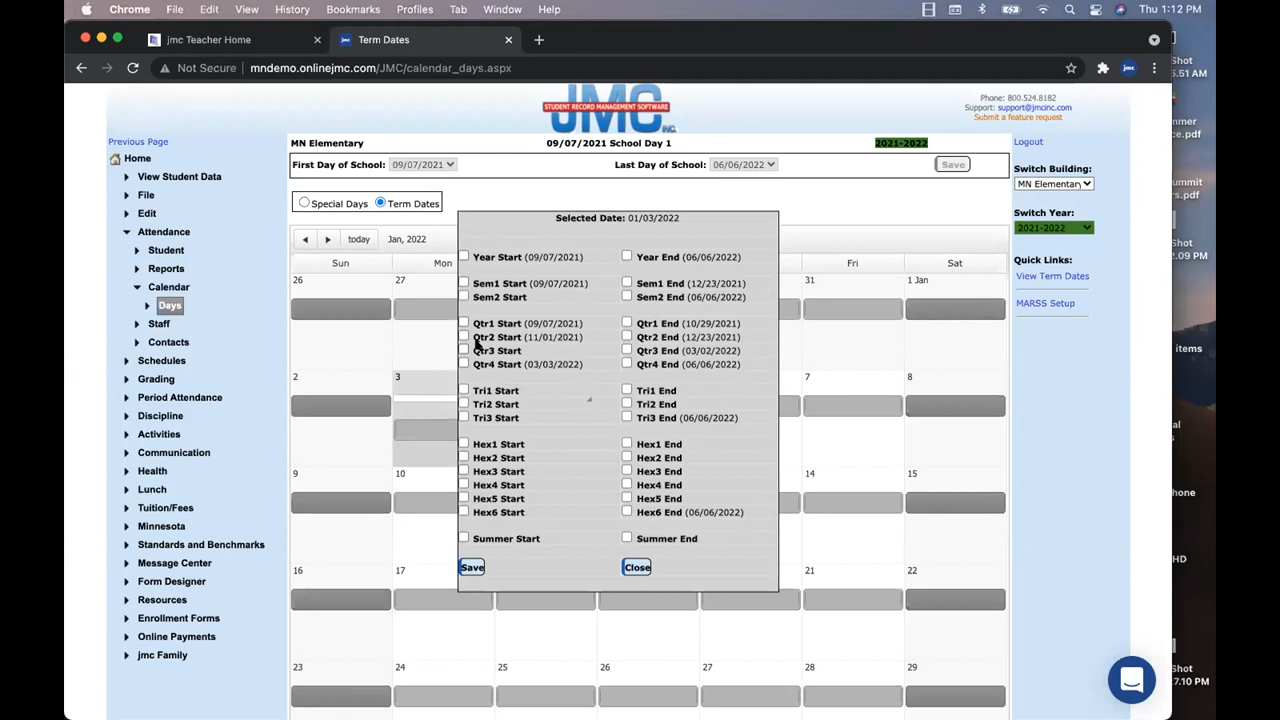 Chrome File Edit View History Bookmarks Profiles Tab Window Help Thu 1:12 PM
jmc Teacher Home Term Dates
Not Secure mndemo.onlinejmc.com/JMC/calendar_days.aspx jmc
Shot
5.51 AM
STUDENT RECORD MANAGEMENT SOFTWARE
JMC INC.
Phone: 800.524.8182
Support: support@jmcinc.com
Submit a feature request
Previous Page
Home
View Student Data
File
Edit
Attendance
Student
Reports
Calendar
Days
Staff
Contacts
Schedules
Grading
Period Attendance
Discipline
Activities
Communication
Health
Lunch
Tuition/Fees
Minnesota
Standards and Benchmarks
Message Center
Form Designer
Resources
Enrollment Forms
Online Payments
jmc Family
MN Elementary 09/07/2021 School Day 1 2021-2022
First Day of School: 09/07/2021 Last Day of School: 06/06/2022 Save
Special Days Term Dates
today Jan, 2022
Sun Mon Fri Sat
26 27 31 1 Jan
2 3 7 8
9 10 14 15
16 17 21 22
23 24 25 26 27 28 29
Selected Date: 01/03/2022
Year Start (09/07/2021) Year End (06/06/2022)
Sem1 Start (09/07/2021) Sem1 End (12/23/2021)
Sem2 Start Sem2 End (06/06/2022)
Qtr1 Start (09/07/2021) Qtr1 End (10/29/2021)
Qtr2 Start (11/01/2021) Qtr2 End (12/23/2021)
Qtr3 Start Qtr3 End (03/02/2022)
Qtr4 Start (03/03/2022) Qtr4 End (06/06/2022)
Tri1 Start Tri1 End
Tri2 Start Tri2 End
Tri3 Start Tri3 End (06/06/2022)
Hex1 Start Hex1 End
Hex2 Start Hex2 End
Hex3 Start Hex3 End
Hex4 Start Hex4 End
Hex5 Start Hex5 End
Hex6 Start Hex6 End (06/06/2022)
Summer Start Summer End
Save Close
Logout
Switch Building:
MN Elementary
Switch Year:
2021-2022
Quick Links:
View Term Dates
MARSS Setup
items
Shot
7.10 PM